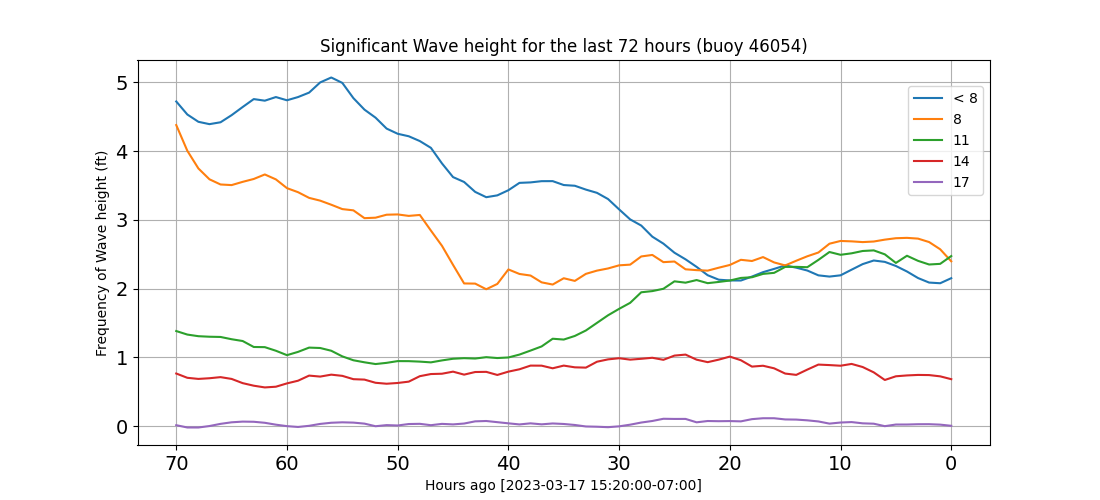 Significant Wave height for the last 72 hours (buoy 46054)
Frequency of Wave height (ft)
5
4
3
2
1
0
< 8
8
11
14
17
70 60 50 40 30 20 10 0
Hours ago [2023-03-17 15:20:00-07:00]